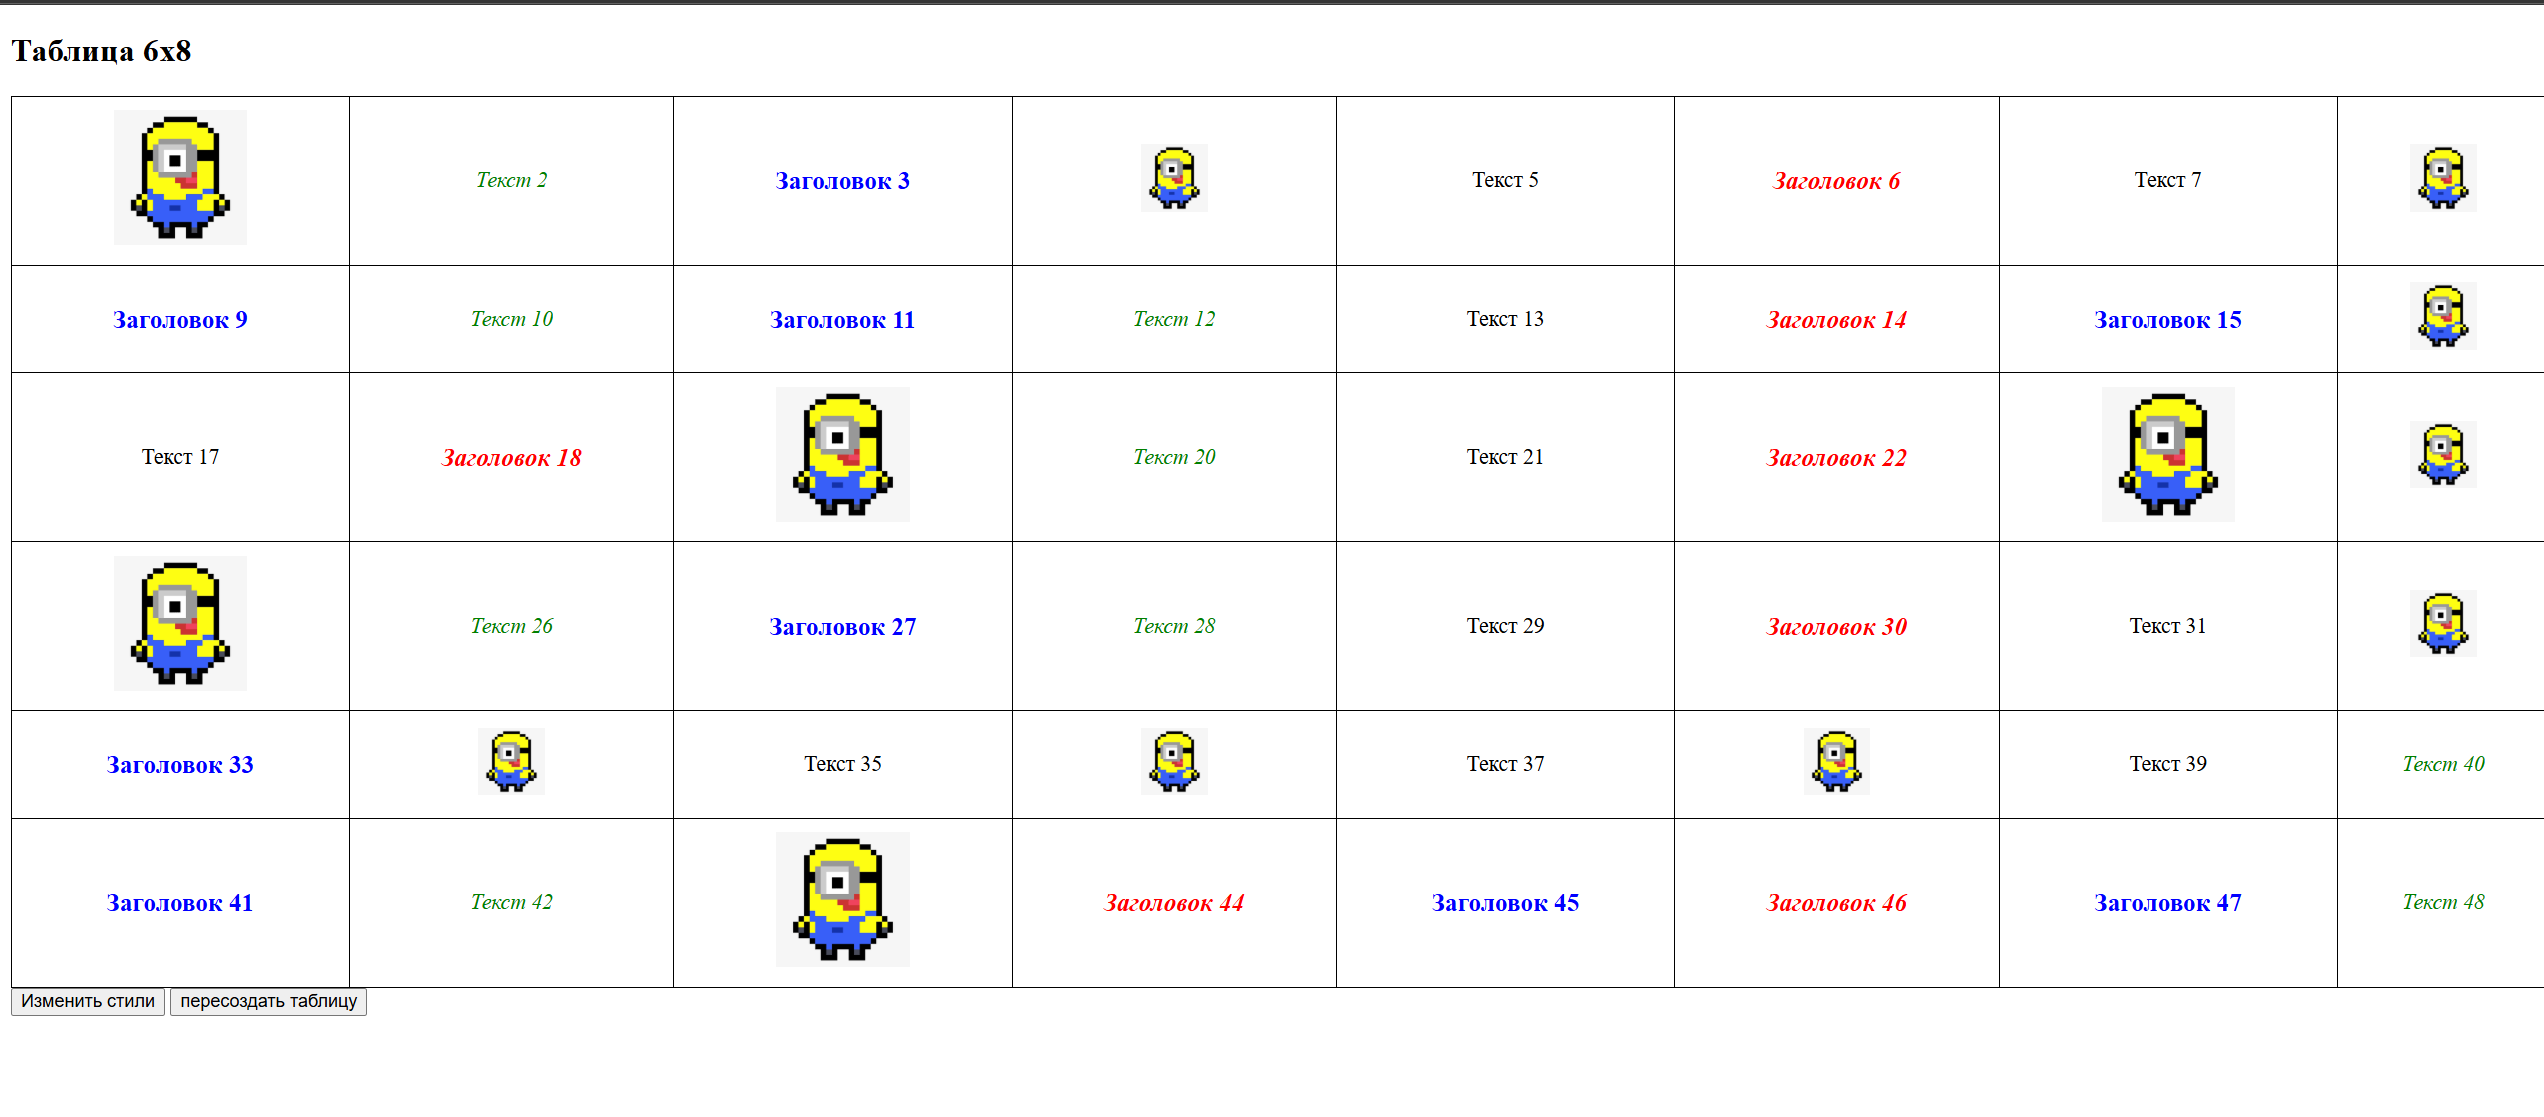 Таблица 6x8
Текст 2 Заголовок 3 Текст 5 Заголовок 6 Текст 7
Заголовок 9 Текст 10 Заголовок 11 Текст 12 Текст 13 Заголовок 14 Заголовок 15
Текст 17 Заголовок 18 Текст 20 Текст 21 Заголовок 22
Текст 26 Заголовок 27 Текст 28 Текст 29 Заголовок 30 Текст 31
Заголовок 33 Текст 35 Текст 37 Текст 39 Текст 40
Заголовок 41 Текст 42 Заголовок 44 Заголовок 45 Заголовок 46 Заголовок 47 Текст 48
Изменить стили пересоздать таблицу